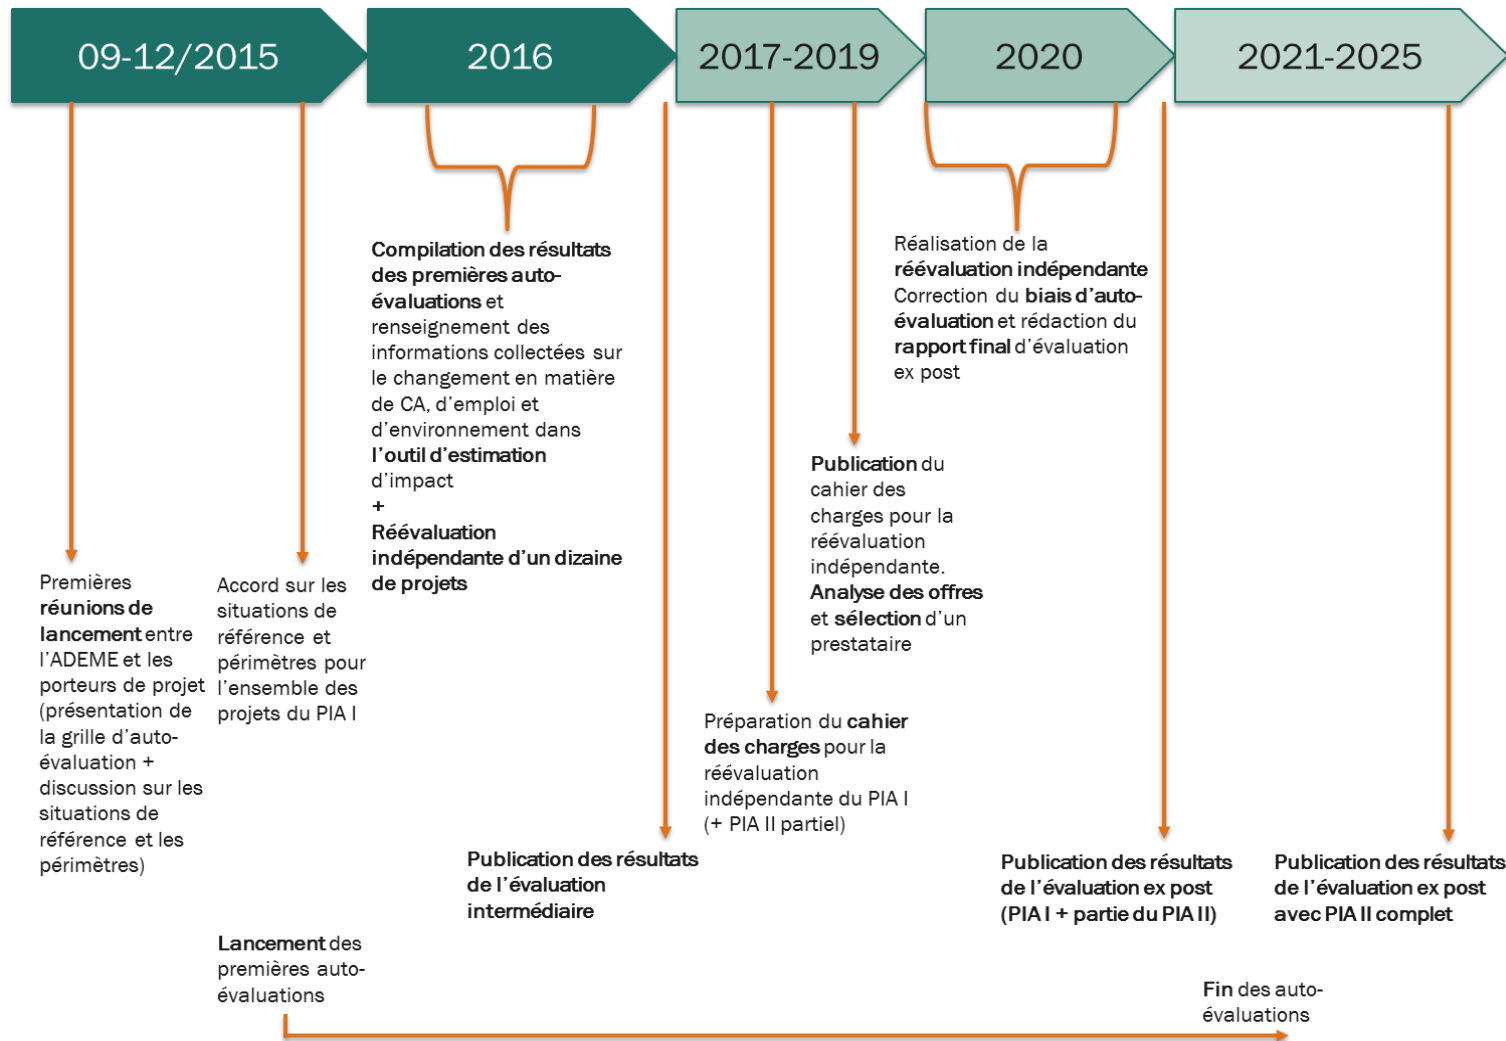 09-12/2015
2016
2017-2019
2020
2021-2025
Premières
réunions de
lancement entre
l'ADEME et les
porteurs de projet
(présentation de
la grille d'auto-
évaluation +
discussion sur les
situations de
référence et les
périmètres)
Accord sur les
situations de
référence et
périmètres pour
l'ensemble des
projets du PIA I
Compilation des résultats
des premières auto-
évaluations et
renseignement des
informations collectées sur
le changement en matière
de CA, d'emploi et
d'environnement dans
l'outil d'estimation
d'impact
+
Réévaluation
indépendante d'un dizaine
de projets
Publication des résultats
de l'évaluation
intermédiaire
Préparation du cahier
des charges pour la
réévaluation
indépendante du PIA I
(+ PIA II partiel)
Publication du
cahier des
charges pour la
réévaluation
indépendante.
Analyse des offres
et sélection d'un
prestataire
Réalisation de la
réévaluation indépendante
Correction du biais d'auto-
évaluation et rédaction du
rapport final d'évaluation
ex post
Publication des résultats
de l'évaluation ex post
(PIA I + partie du PIA II)
Publication des résultats
de l'évaluation ex post
avec PIA II complet
Lancement des
premières auto-
évaluations
Fin des auto-
évaluations